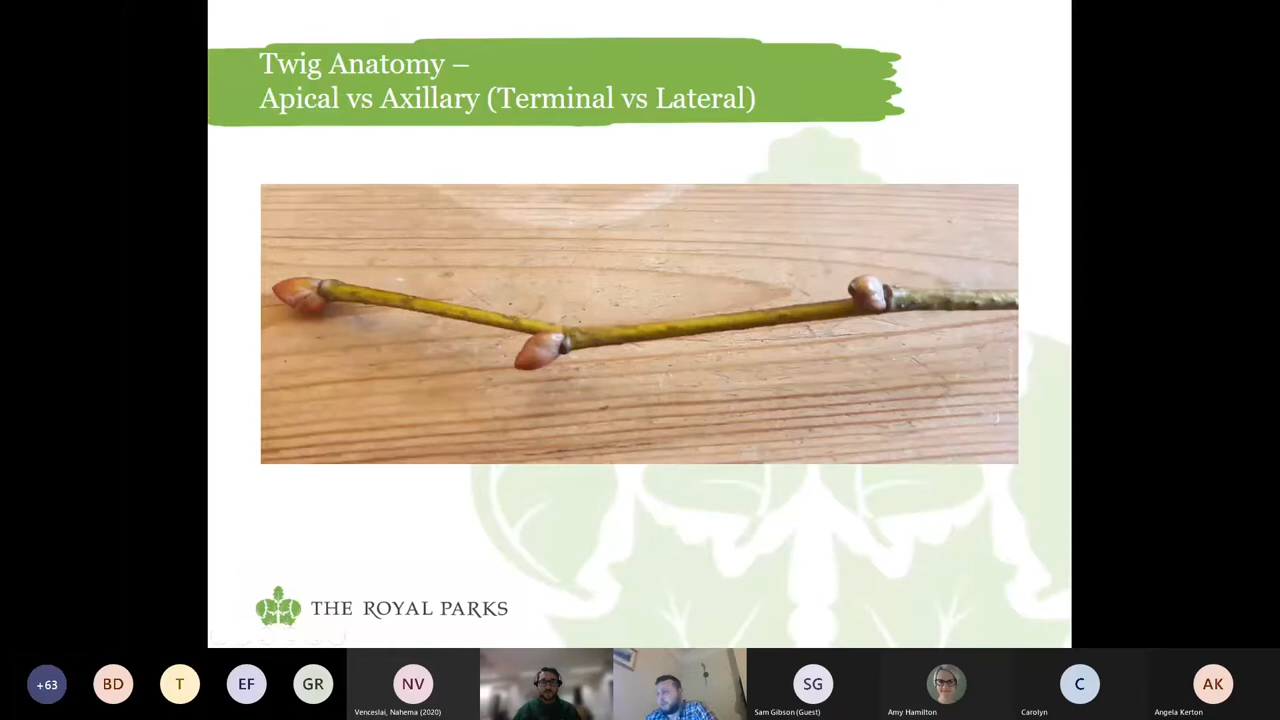 Twig Anatomy –
Apical vs Axillary (Terminal vs Lateral)
THE ROYAL PARKS
+63
BD
T
EF
GR
NV
SG
C
AK
Venceslai, Nahema (2020)
Sam Gibson (Guest)
Amy Hamilton
Carolyn
Angela Kerton